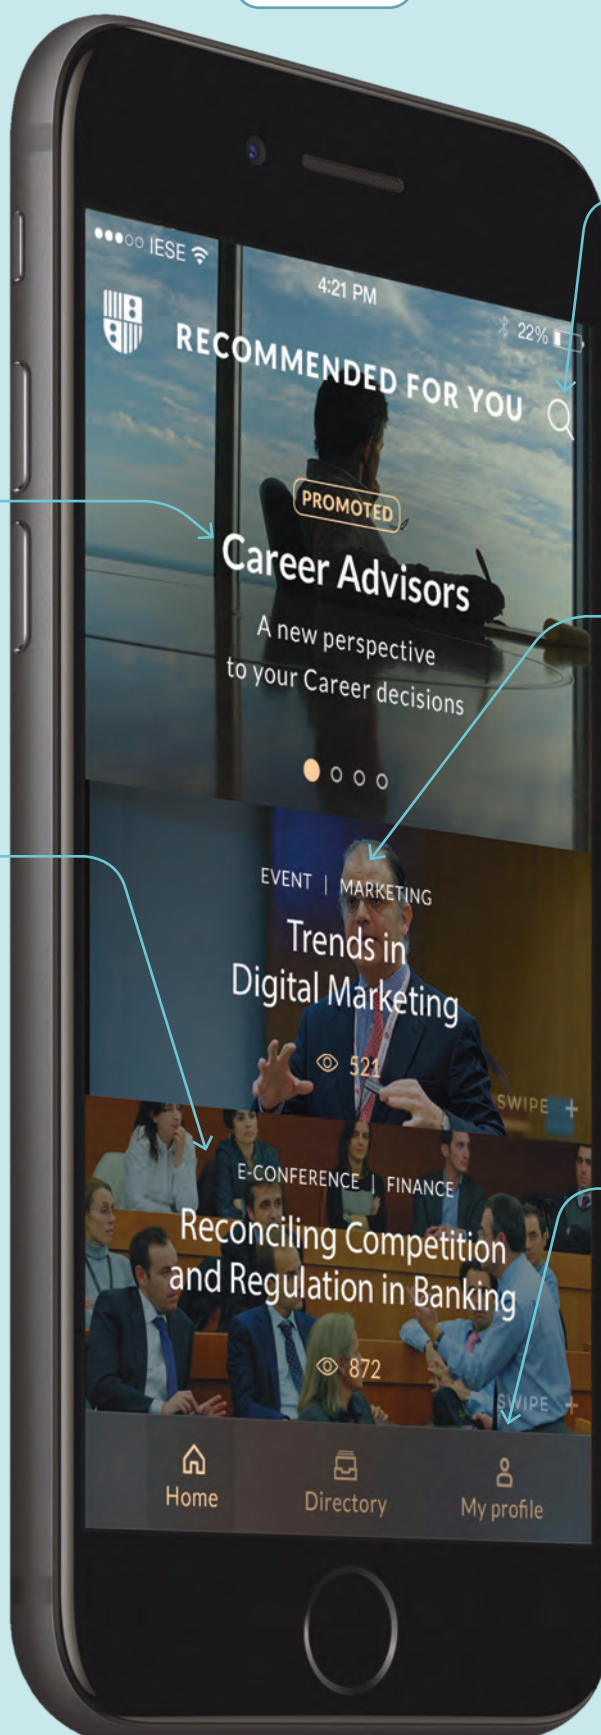 IESE
4:21 PM
22%
RECOMMENDED FOR YOU
PROMOTED
Career Advisors
A new perspective
to your Career decisions
EVENT | MARKETING
Trends in
Digital Marketing
521
SWIPE +
E-CONFERENCE | FINANCE
Reconciling Competition
and Regulation in Banking
872
SWIPE +
Home
Directory
My profile